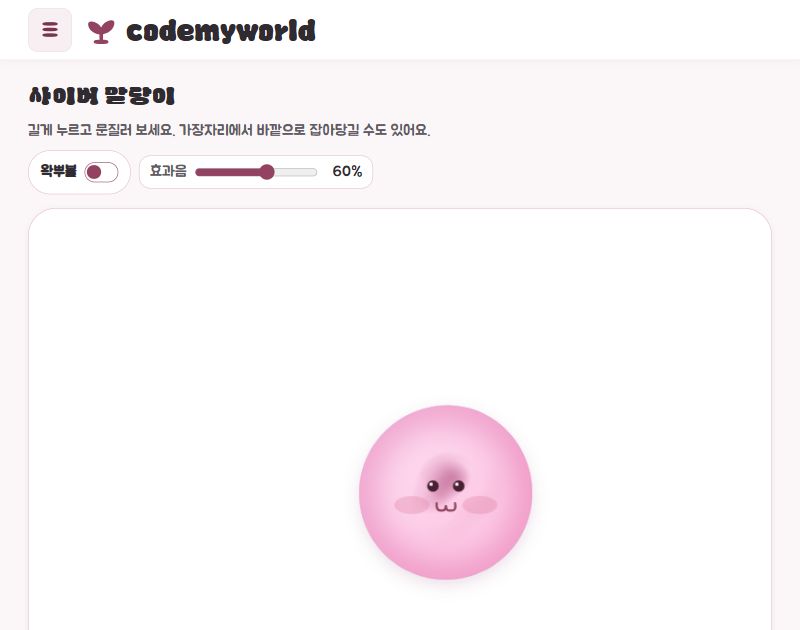 codemyworld
사이버 말랑이
길게 누르고 문질러 보세요. 가장자리에서 바깥으로 잡아당길 수도 있어요.
왁뿌볼
효과음 60%